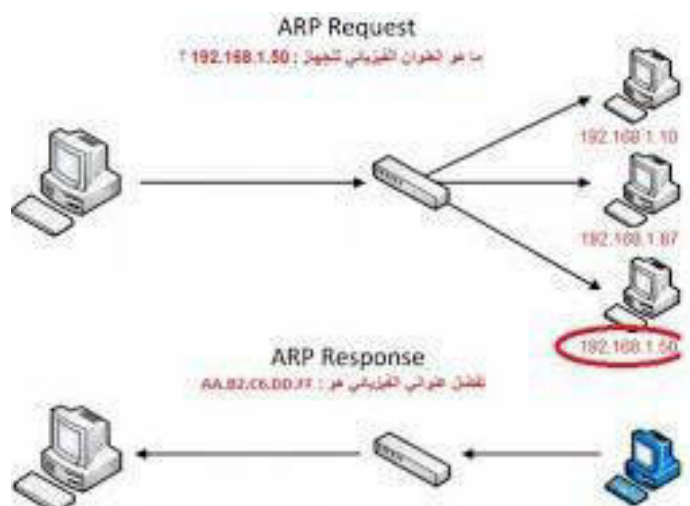 ARP Request
ما هو العنوان الفيزيائي للجهاز : 192.168.1.50 ؟
192.168.1.10
192.168.1.87
192.168.1.50
ARP Response
تفضل عنواني الفيزيائي هو : AA.B2.C6.DD.FF